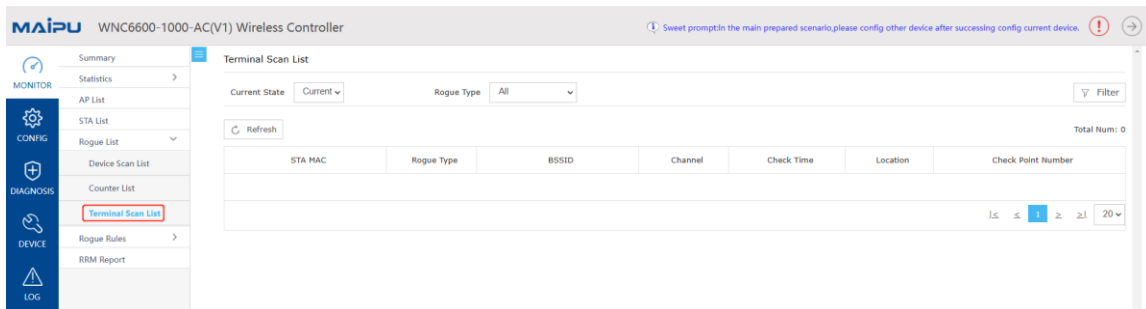 MAIPU WNC6600-1000-AC(V1) Wireless Controller
Sweet prompt:In the main prepared scenario,please config other device after successing config current device.
MONITOR
CONFIG
DIAGNOSIS
DEVICE
LOG
Summary
Statistics
AP List
STA List
Rogue List
Device Scan List
Counter List
Terminal Scan List
Rogue Rules
RRM Report
Terminal Scan List
Current State Current Rogue Type All Filter
Refresh Total Num: 0
STA MAC Rogue Type BSSID Channel Check Time Location Check Point Number
|< < 1 > >| 20